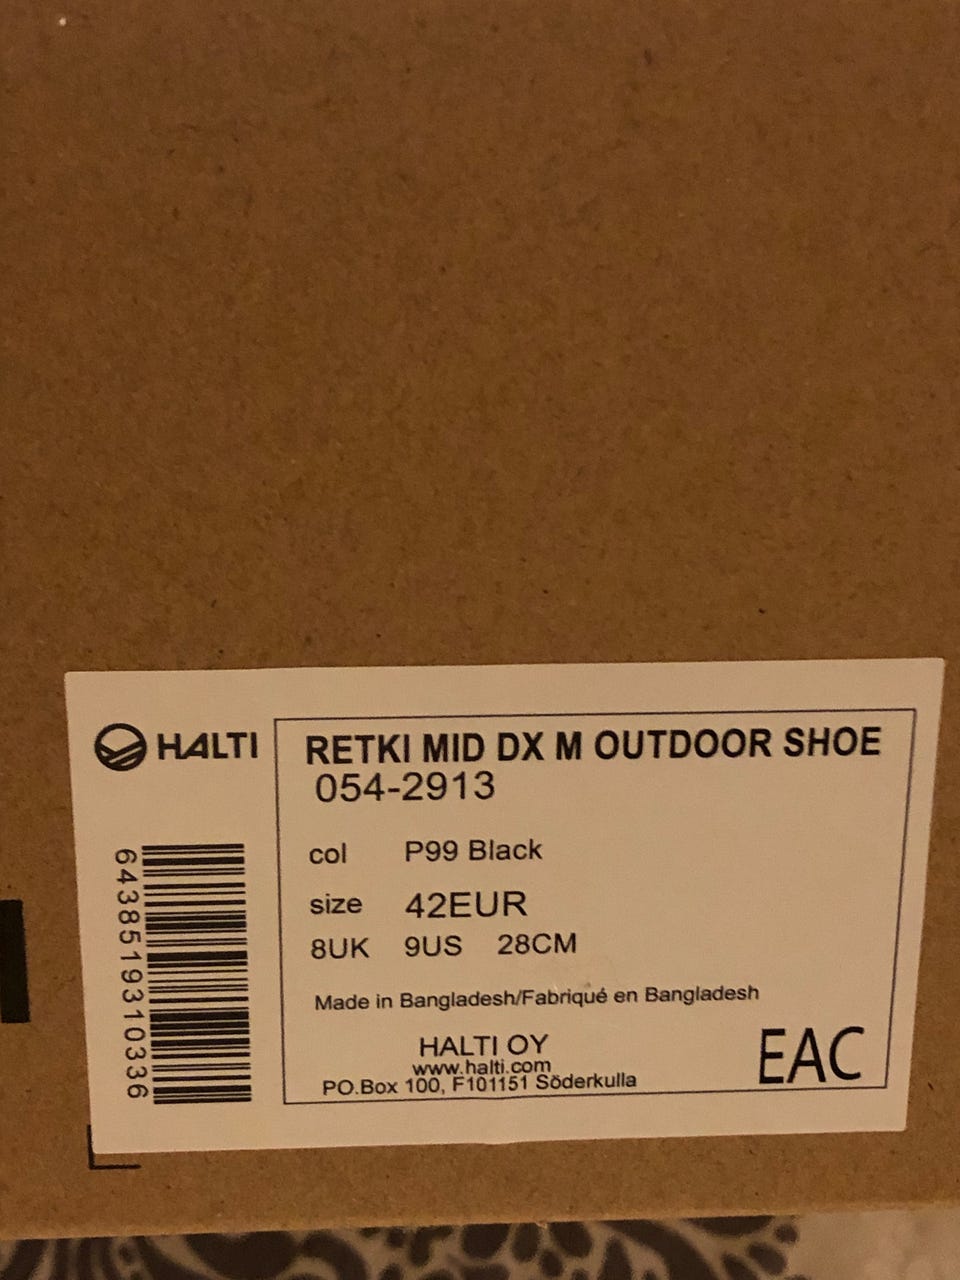 HALTI
6438519310336
RETKI MID DX M OUTDOOR SHOE
054-2913
col P99 Black
size 42EUR
8UK 9US 28CM
Made in Bangladesh/Fabriqué en Bangladesh
HALTI OY
www.halti.com
PO.Box 100, F101151 Söderkulla
EAC